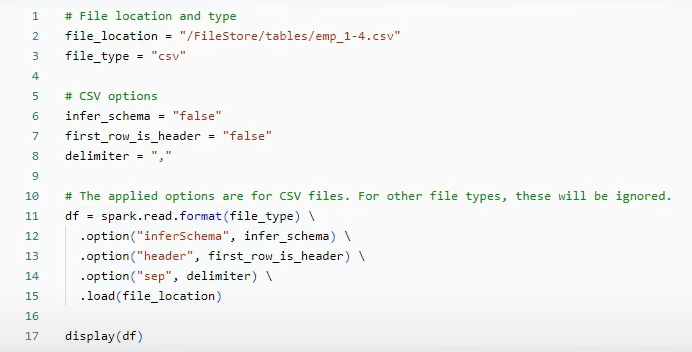 1 # File location and type
2 file_location = "/FileStore/tables/emp_1-4.csv"
3 file_type = "csv"
4
5 # CSV options
6 infer_schema = "false"
7 first_row_is_header = "false"
8 delimiter = ","
9
10 # The applied options are for CSV files. For other file types, these will be ignored.
11 df = spark.read.format(file_type) \
12 .option("inferSchema", infer_schema) \
13 .option("header", first_row_is_header) \
14 .option("sep", delimiter) \
15 .load(file_location)
16
17 display(df)